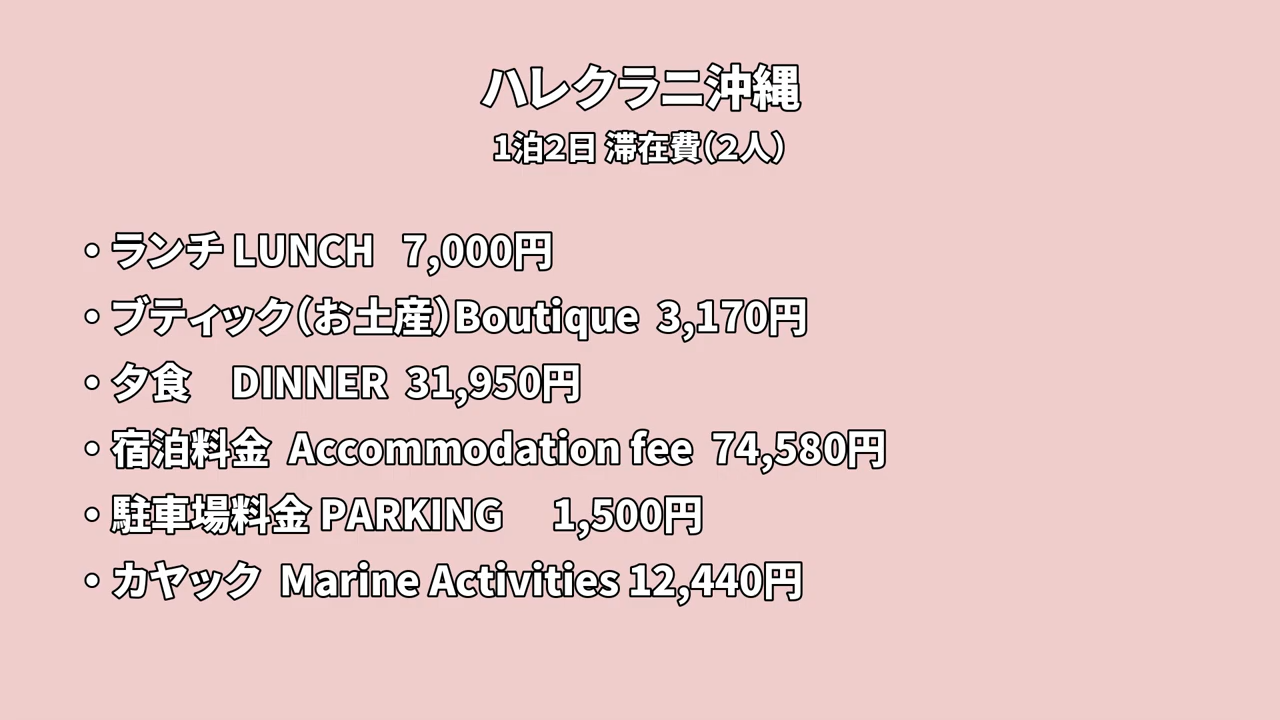 ハレクラニ沖縄
1泊2日 滞在費(2人)
・ランチ LUNCH 7,000円
・ブティック(お土産)Boutique 3,170円
・夕食　DINNER 31,950円
・宿泊料金 Accommodation fee 74,580円
・駐車場料金 PARKING　1,500円
・カヤック Marine Activities 12,440円